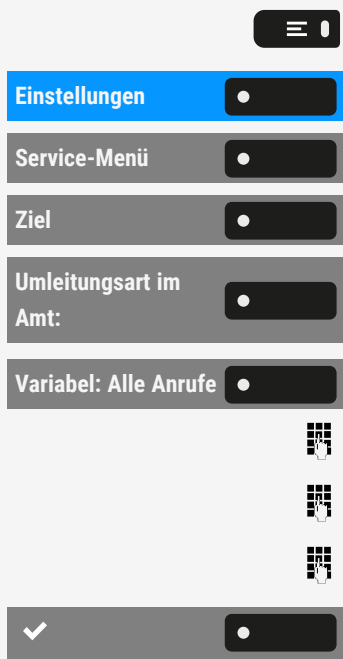 Einstellungen
Service-Menü
Ziel
Umleitungsart im
Amt:
Variabel: Alle Anrufe